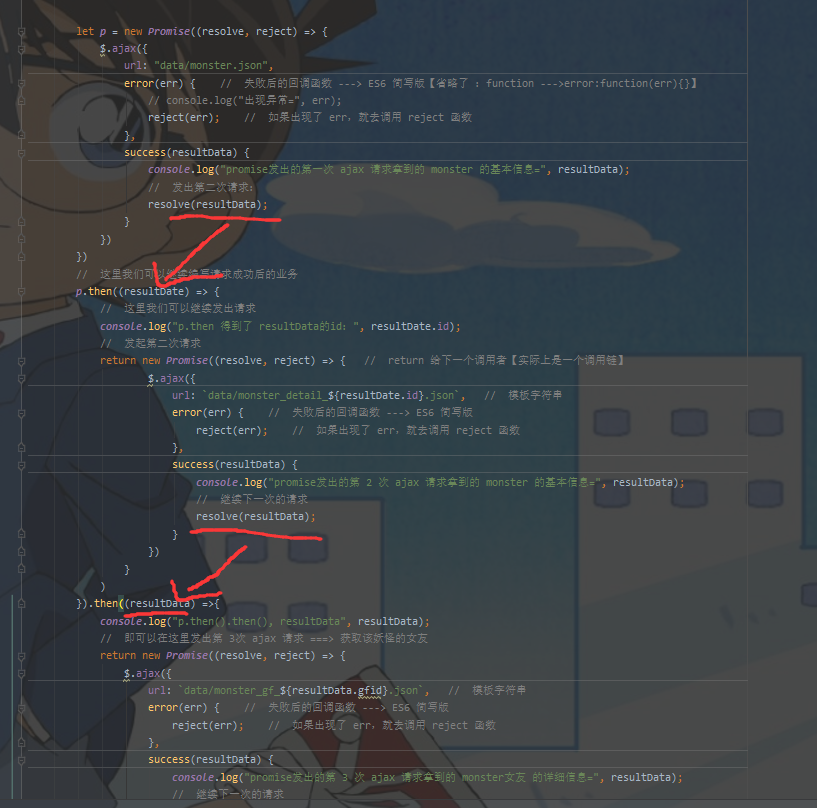 let p = new Promise((resolve, reject) => {
$.ajax({
url: "data/monster.json",
error(err) {    //  失败后的回调函数 ---> ES6 简写版【省略了 : function --->error:function(err){}】
// console.log("出现异常=", err);
reject(err);    //  如果出现了 err, 就去调用 reject 函数
},
success(resultData) {
console.log("promise发出的第一次 ajax 请求拿到的 monster 的基本信息=", resultData);
//  发出第二次请求:
resolve(resultData);
}
})
})
//  这里我们可以继续编写请求成功后的业务
p.then((resultDate) => {
//  这里我们可以继续发出请求
console.log("p.then 得到了 resultData的id: ", resultDate.id);
//  发起第二次请求
return new Promise((resolve, reject) => {   //  return 给下一个调用者【实际上是一个调用链】
$.ajax({
url: `data/monster_detail_${resultDate.id}.json`,   //  模板字符串
error(err) {    //  失败后的回调函数 ---> ES6 简写版
reject(err);    //  如果出现了 err, 就去调用 reject 函数
},
success(resultData) {
console.log("promise发出的第 2 次 ajax 请求拿到的 monster 的基本信息=", resultData);
//  继续下一次的请求
resolve(resultData);
}
})
}
)
}).then((resultData) =>{
console.log("p.then().then(), resultData", resultData);
//  即可以在这里发出第 3次 ajax 请求 ===> 获取该妖怪的女友
return new Promise((resolve, reject) => {
$.ajax({
url: `data/monster_gf_${resultData.gfid}.json`,   //  模板字符串
error(err) {    //  失败后的回调函数 ---> ES6 简写版
reject(err);    //  如果出现了 err, 就去调用 reject 函数
},
success(resultData) {
console.log("promise发出的第 3 次 ajax 请求拿到的 monster女友 的详细信息=", resultData);
//  继续下一次的请求